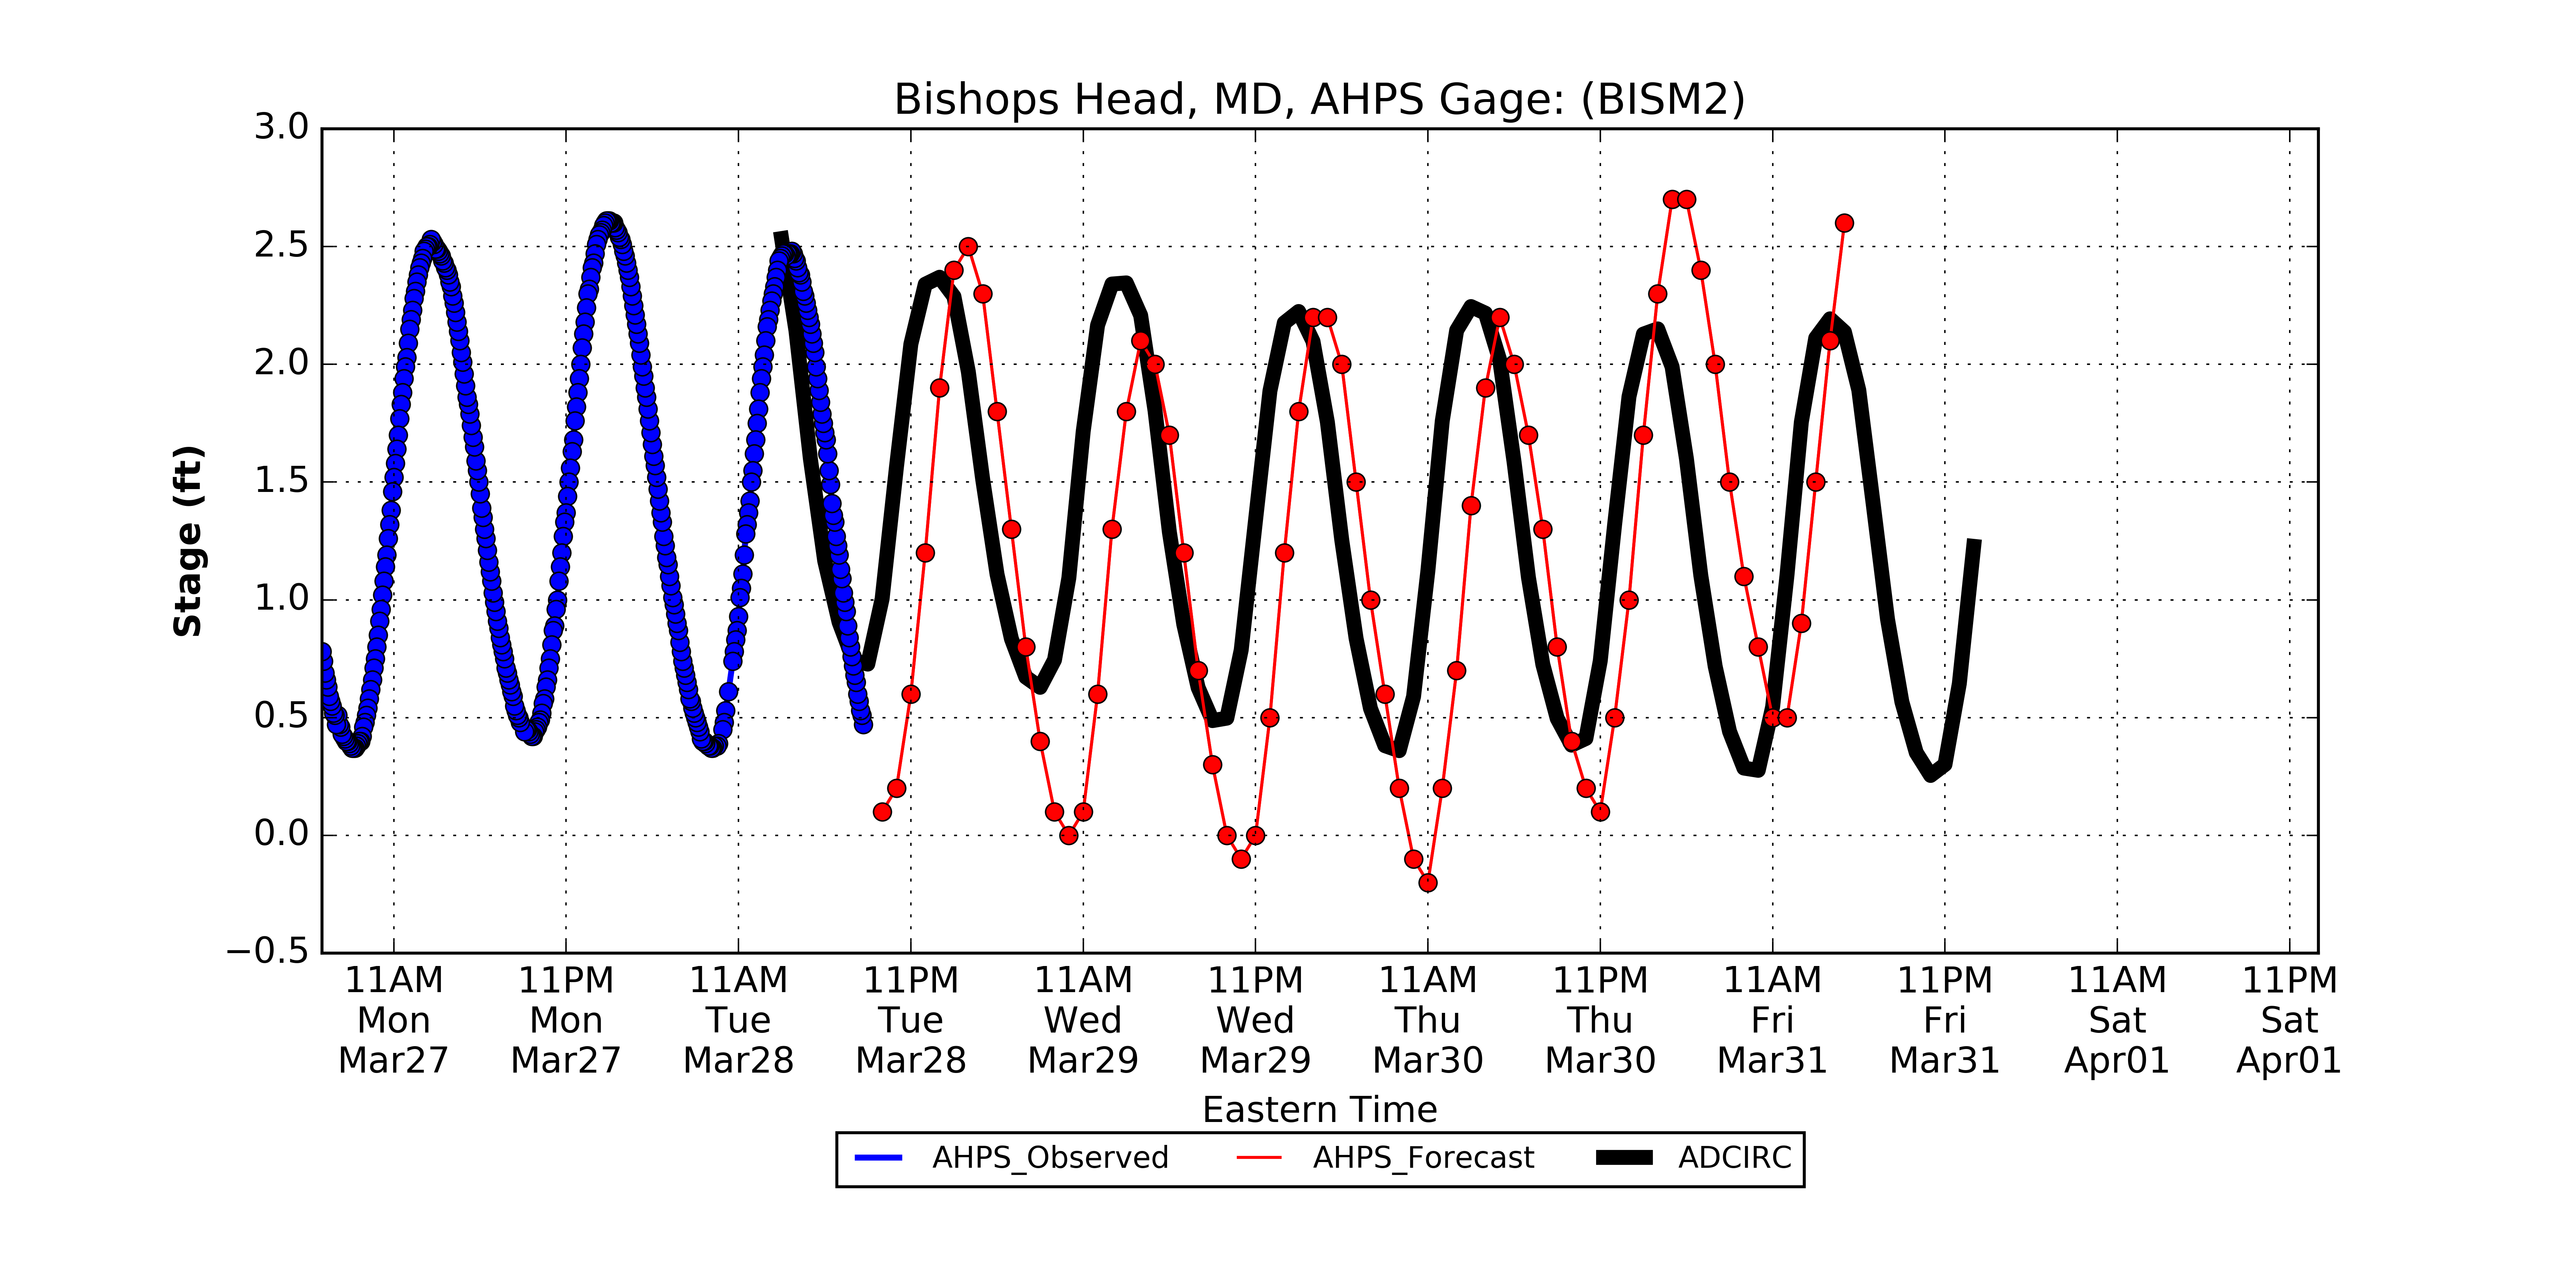 Bishops Head, MD, AHPS Gage: (BISM2)
3.0
2.5
2.0
1.5
1.0
0.5
0.0
−0.5
Stage (ft)
11AM 11PM 11AM 11PM 11AM 11PM 11AM 11PM 11AM 11PM 11AM 11PM
Mon Mon Tue Tue Wed Wed Thu Thu Fri Fri Sat Sat
Mar27 Mar27 Mar28 Mar28 Mar29 Mar29 Mar30 Mar30 Mar31 Mar31 Apr01 Apr01
Eastern Time
AHPS_Observed AHPS_Forecast ADCIRC